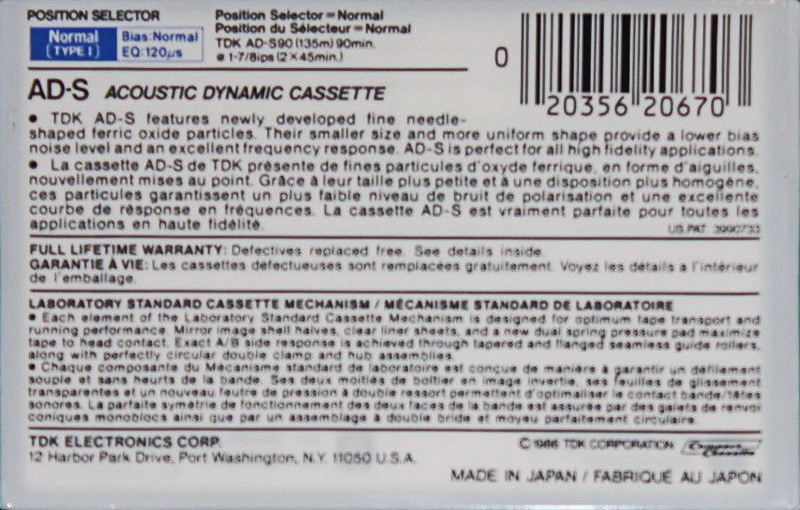 POSITION SELECTOR
Normal
(TYPE I)
Bias:Normal
EQ:120μs
Position Selector=Normal
Position du Sélecteur=Normal
TDK AD-S90 (135m) 90min.
@ 1-7/8ips (2×45min.)
0 20356 20670
AD-S ACOUSTIC DYNAMIC CASSETTE
● TDK AD-S features newly developed fine needle-
shaped ferric oxide particles. Their smaller size and more uniform shape provide a lower bias
noise level and an excellent frequency response. AD-S is perfect for all high fidelity applications.
● La cassette AD-S de TDK présente de fines particules d'oxyde ferrique, en forme d'aiguilles,
nouvellement mises au point. Grâce à leur taille plus petite et à une disposition plus homogène,
ces particules garantissent un plus faible niveau de bruit de polarisation et une excellente
courbe de réponse en fréquences. La cassette AD-S est vraiment parfaite pour toutes les
applications en haute fidélité.
US.PAT. 3990733
FULL LIFETIME WARRANTY: Defectives replaced free. See details inside.
GARANTIE À VIE: Les cassettes défectueuses sont remplacées gratuitement. Voyez les détails à l'intérieur
de l'emballage.
LABORATORY STANDARD CASSETTE MECHANISM / MÉCANISME STANDARD DE LABORATOIRE
● Each element of the Laboratory Standard Cassette Mechanism is designed for optimum tape transport and
running performance. Mirror image shell halves, clear liner sheets, and a new dual spring pressure pad maximize
tape to head contact. Exact A/B side response is achieved through tapered and flanged seamless guide rollers,
along with perfectly circular double clamp and hub assemblies.
● Chaque composante du Mécanisme standard de laboratoire est conçue de manière à garantir un défilement
souple et sans heurts de la bande. Ses deux moitiés de boîtier en image invertie, ses feuilles de glissement
transparentes et un nouveau feutre de pression à double ressort permettent d'optimaliser le contact bande/têtes
sonores. La parfaite symétrie de fonctionnement des deux faces de la bande est assurée par des galets de renvoi
coniques monoblocs ainsi que par un assemblage à double bride et moyeu parfaitement circulaire.
TDK ELECTRONICS CORP.
12 Harbor Park Drive, Port Washington, N.Y. 11050 U.S.A.
© 1986 TDK CORPORATION
Compact
Cassette
MADE IN JAPAN / FABRIQUÉ AU JAPON